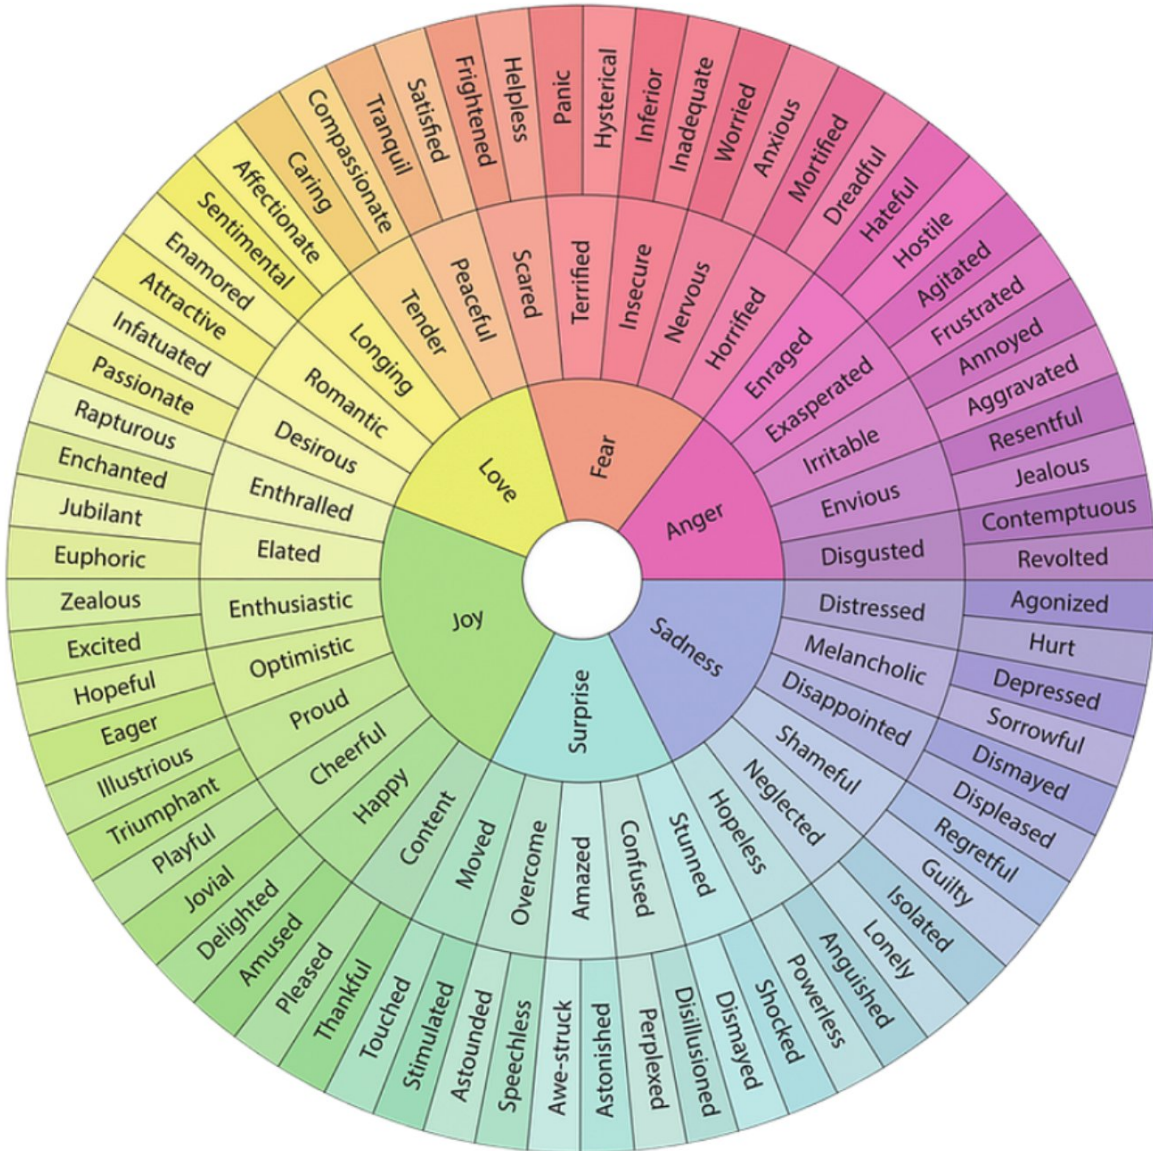 Fear
Anger
Sadness
Surprise
Joy
Love
Scared
Terrified
Insecure
Nervous
Horrified
Enraged
Exasperated
Irritable
Envious
Disgusted
Distressed
Melancholic
Disappointed
Shameful
Neglected
Hopeless
Stunned
Confused
Amazed
Overcome
Moved
Content
Happy
Cheerful
Proud
Optimistic
Enthusiastic
Elated
Enthralled
Desirous
Romantic
Longing
Tender
Peaceful
Frightened
Helpless
Panic
Hysterical
Inferior
Inadequate
Worried
Anxious
Mortified
Dreadful
Hateful
Hostile
Agitated
Frustrated
Annoyed
Aggravated
Resentful
Jealous
Contemptuous
Revolted
Agonized
Hurt
Depressed
Sorrowful
Dismayed
Displeased
Regretful
Guilty
Isolated
Lonely
Anguished
Powerless
Shocked
Dismayed
Disillusioned
Perplexed
Astonished
Awe-struck
Speechless
Astounded
Stimulated
Touched
Thankful
Pleased
Amused
Delighted
Jovial
Playful
Triumphant
Illustrious
Eager
Hopeful
Excited
Zealous
Euphoric
Jubilant
Enchanted
Rapturous
Passionate
Infatuated
Attractive
Enamored
Sentimental
Affectionate
Caring
Compassionate
Tranquil
Satisfied